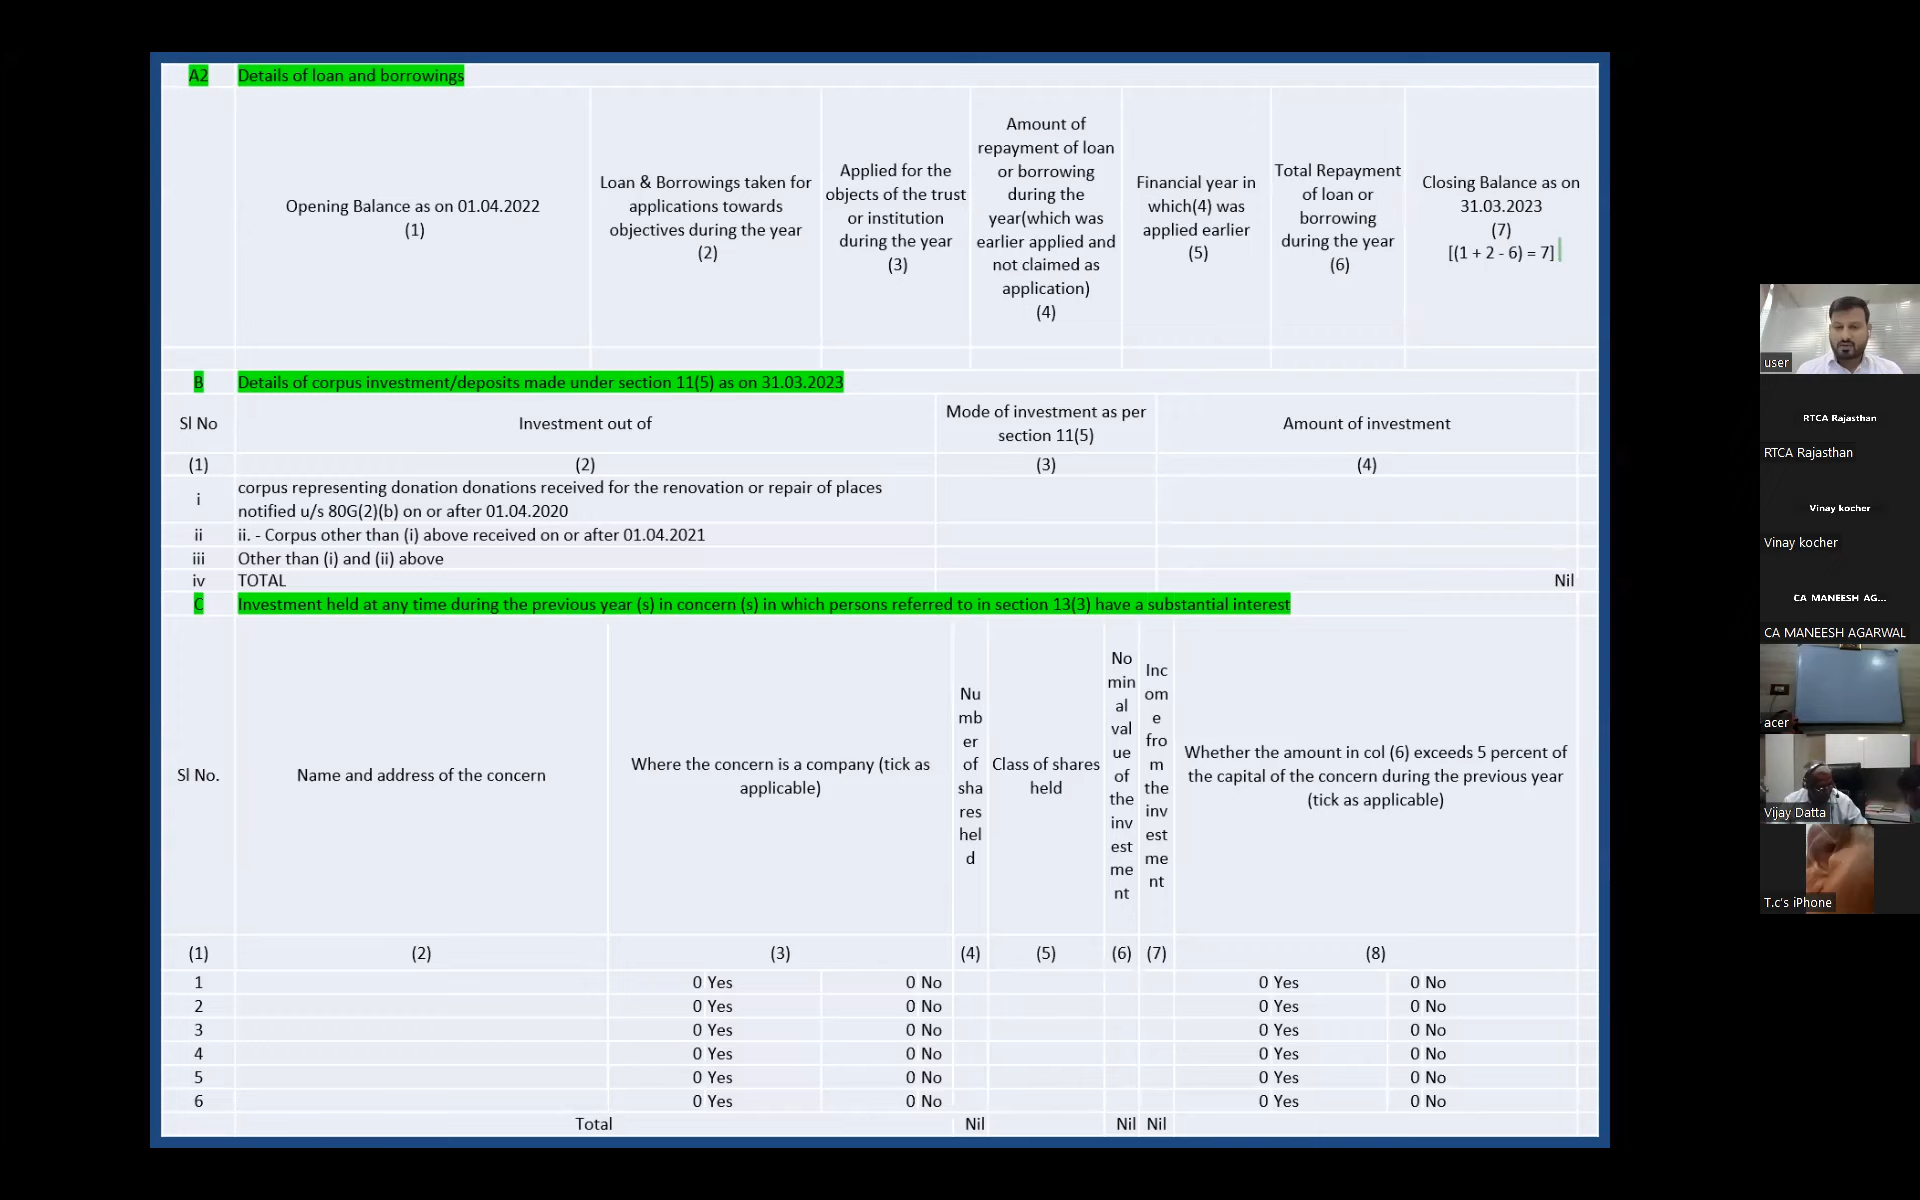 A2 Details of loan and borrowings
Opening Balance as on 01.04.2022
(1)
Loan & Borrowings taken for
applications towards
objectives during the year
(2)
Applied for the
objects of the trust
or institution
during the year
(3)
Amount of
repayment of loan
or borrowing
during the
year(which was
earlier applied and
not claimed as
application)
(4)
Financial year in
which(4) was
applied earlier
(5)
Total Repayment
of loan or
borrowing
during the year
(6)
Closing Balance as on
31.03.2023
(7)
[(1 + 2 - 6) = 7]
B Details of corpus investment/deposits made under section 11(5) as on 31.03.2023
Sl No
Investment out of
Mode of investment as per
section 11(5)
Amount of investment
(1) (2) (3) (4)
i
corpus representing donation donations received for the renovation or repair of places
notified u/s 80G(2)(b) on or after 01.04.2020
ii ii. - Corpus other than (i) above received on or after 01.04.2021
iii Other than (i) and (ii) above
iv TOTAL Nil
C Investment held at any time during the previous year (s) in concern (s) in which persons referred to in section 13(3) have a substantial interest
Sl No.
Name and address of the concern
Where the concern is a company (tick as
applicable)
Nu
mb
er
of
sha
res
hel
d
Class of shares
held
No
min
al
val
ue
of
the
inv
est
me
nt
Inc
om
e
fro
m
the
inv
est
me
nt
Whether the amount in col (6) exceeds 5 percent of
the capital of the concern during the previous year
(tick as applicable)
(1) (2) (3) (4) (5) (6) (7) (8)
1 0 Yes 0 No 0 Yes 0 No
2 0 Yes 0 No 0 Yes 0 No
3 0 Yes 0 No 0 Yes 0 No
4 0 Yes 0 No 0 Yes 0 No
5 0 Yes 0 No 0 Yes 0 No
6 0 Yes 0 No 0 Yes 0 No
Total Nil Nil Nil
user
RTCA Rajasthan
RTCA Rajasthan
Vinay kocher
Vinay kocher
CA MANEESH AG...
CA MANEESH AGARWAL
acer
Vijay Datta
T.c's iPhone